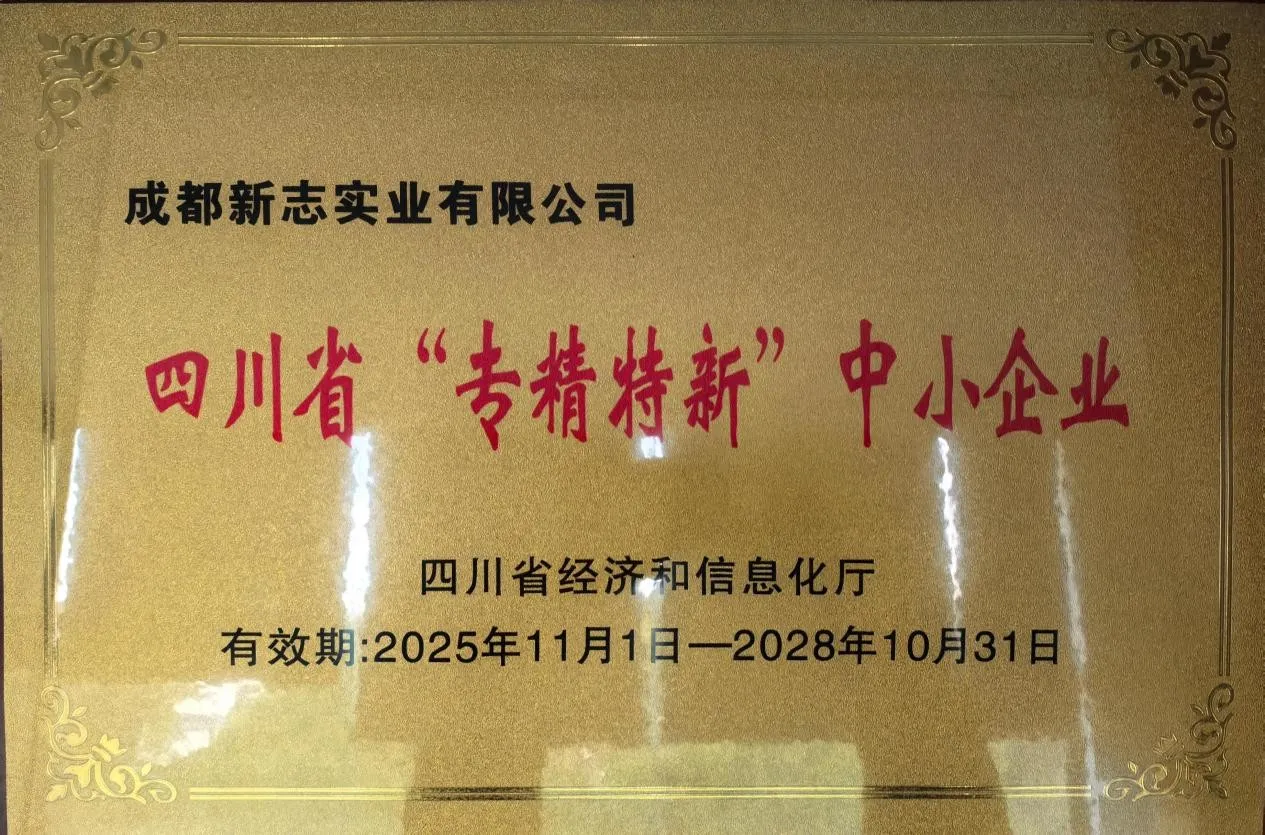 成都新志实业有限公司
四川省“专精特新”中小企业
四川省经济和信息化厅
有效期:2025年11月1日—2028年10月31日